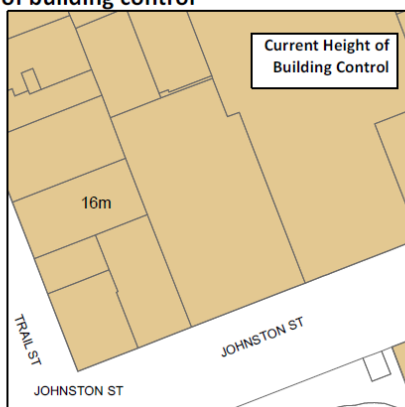 of building control
Current Height of
Building Control
16m
TRAIL ST
JOHNSTON ST
JOHNSTON ST